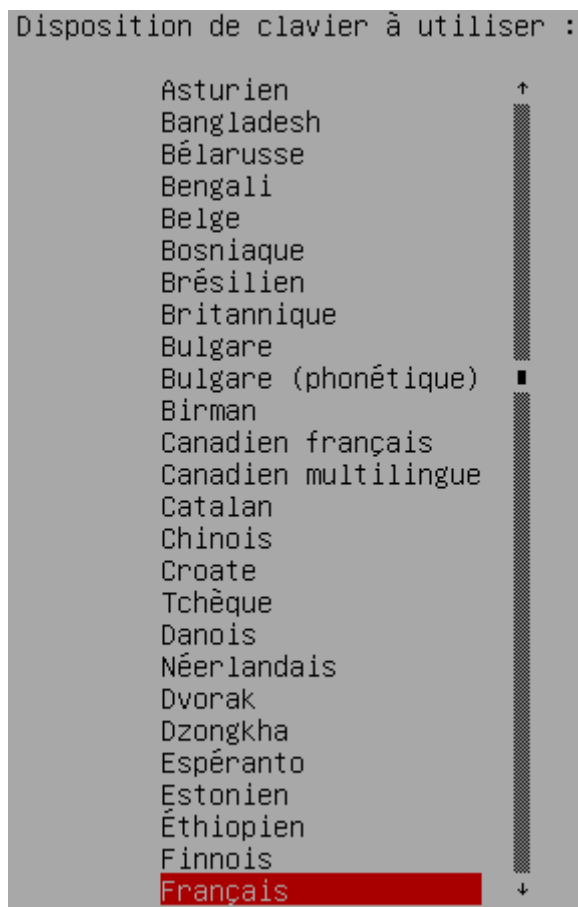 Disposition de clavier à utiliser :
Asturien
Bangladesh
Bélarusse
Bengali
Belge
Bosniaque
Brésilien
Britannique
Bulgare
Bulgare (phonétique)
Birman
Canadien français
Canadien multilingue
Catalan
Chinois
Croate
Tchèque
Danois
Néerlandais
Dvorak
Dzongkha
Espéranto
Estonien
Éthiopien
Finnois
Français